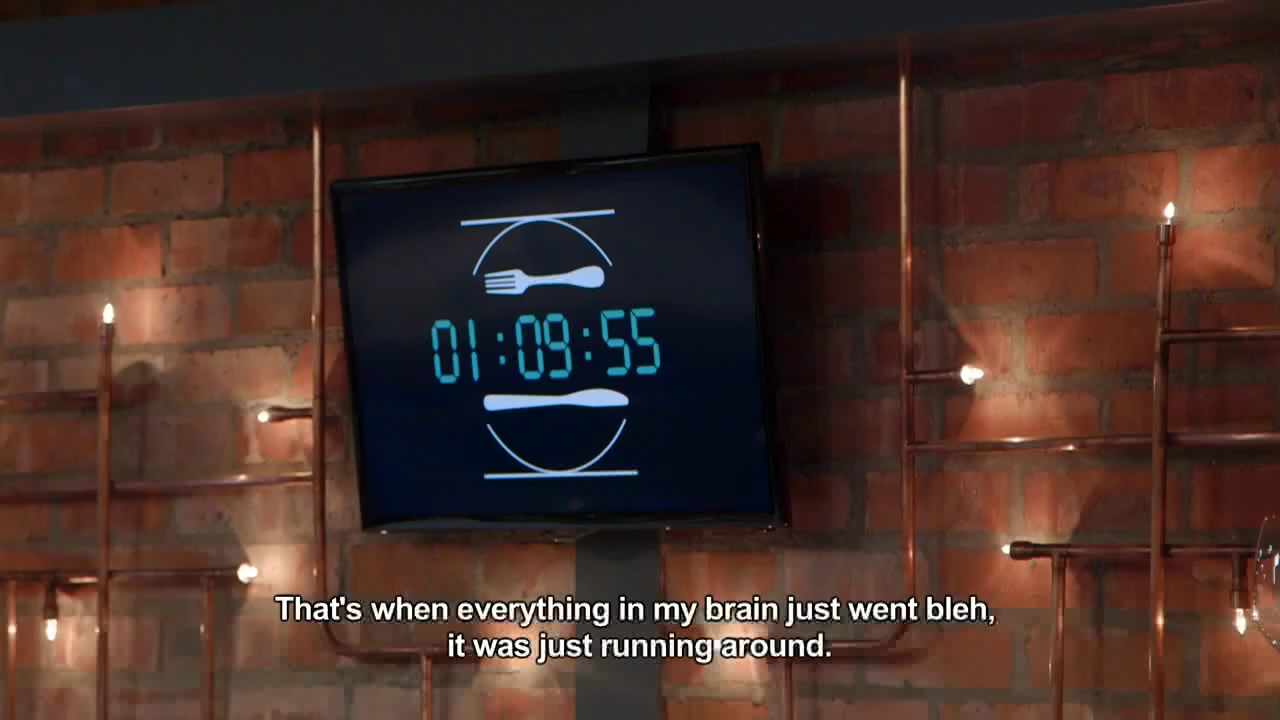 01:09:55
That's when everything in my brain just went bleh,
it was just running around.